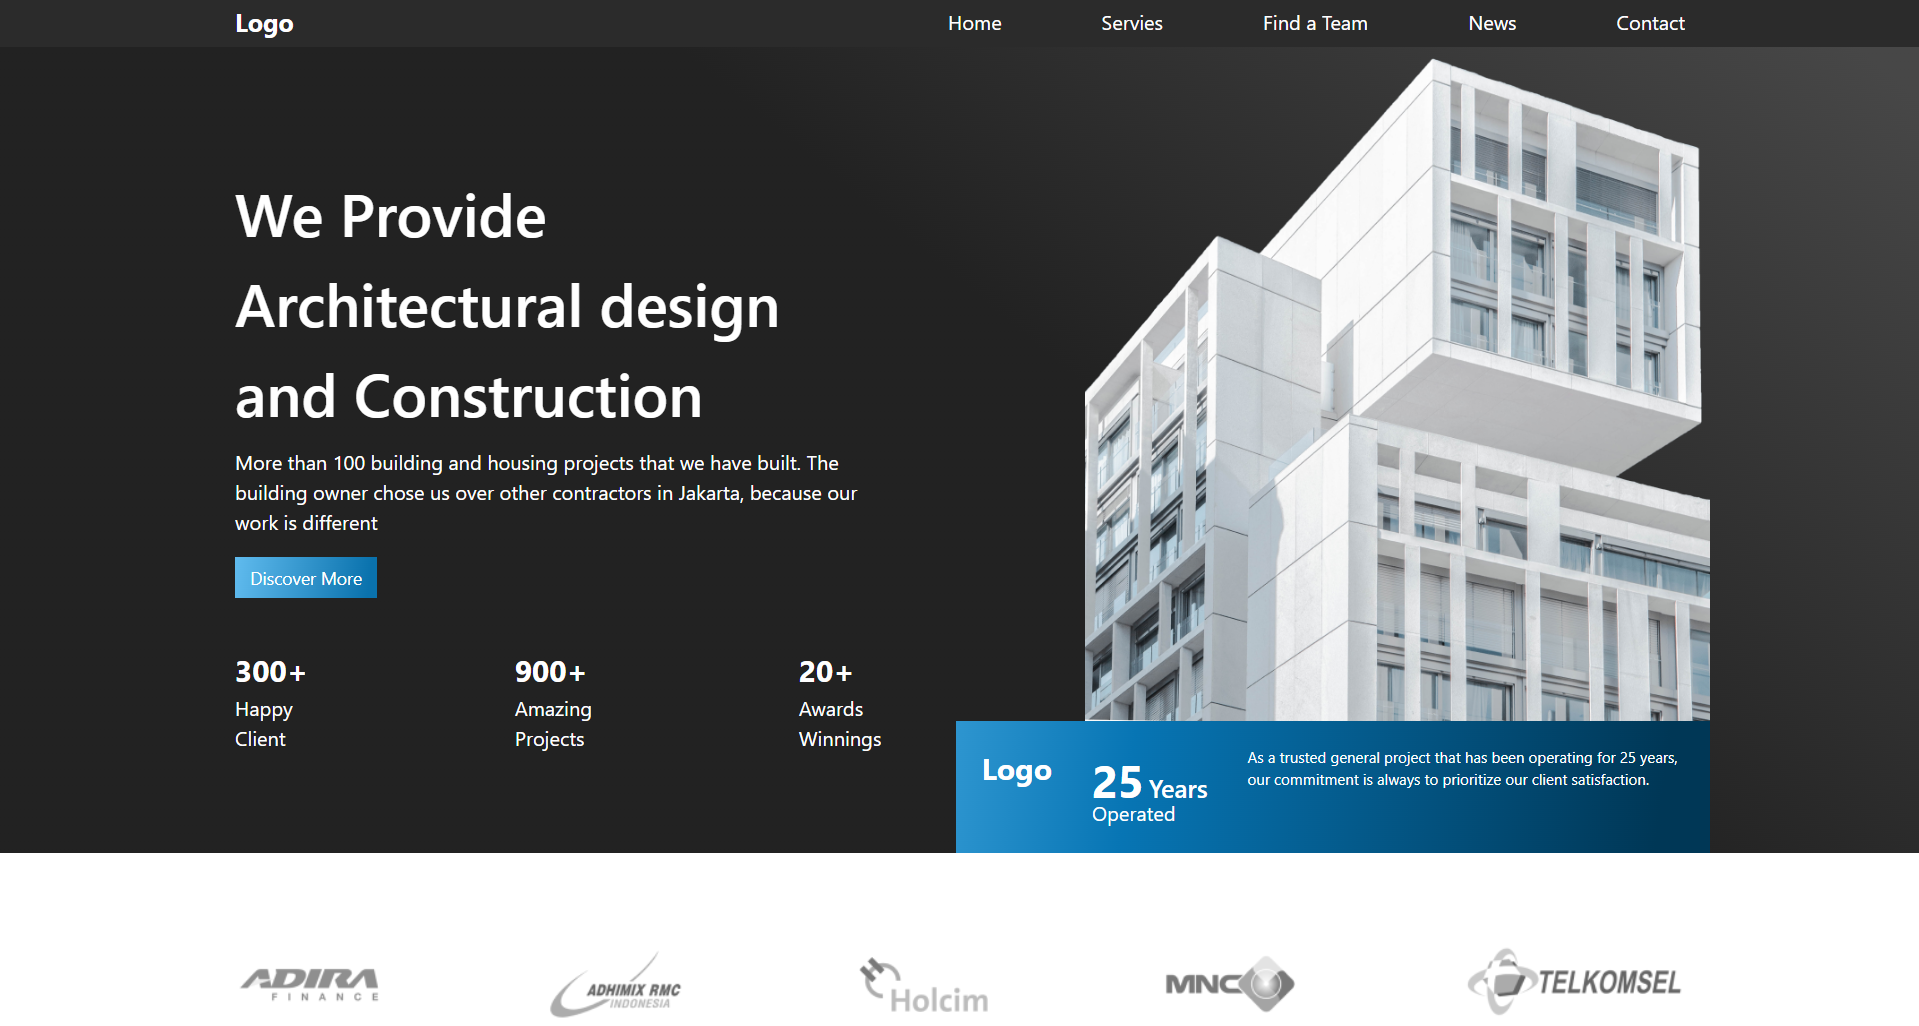 Logo
Home
Servies
Find a Team
News
Contact
We Provide
Architectural design
and Construction
More than 100 building and housing projects that we have built. The
building owner chose us over other contractors in Jakarta, because our
work is different
Discover More
300+
Happy
Client
900+
Amazing
Projects
20+
Awards
Winnings
Logo
25 Years
Operated
As a trusted general project that has been operating for 25 years,
our commitment is always to prioritize our client satisfaction.
ADIRA
FINANCE
ADHIMIX RMC
INDONESIA
Holcim
MNC
TELKOMSEL